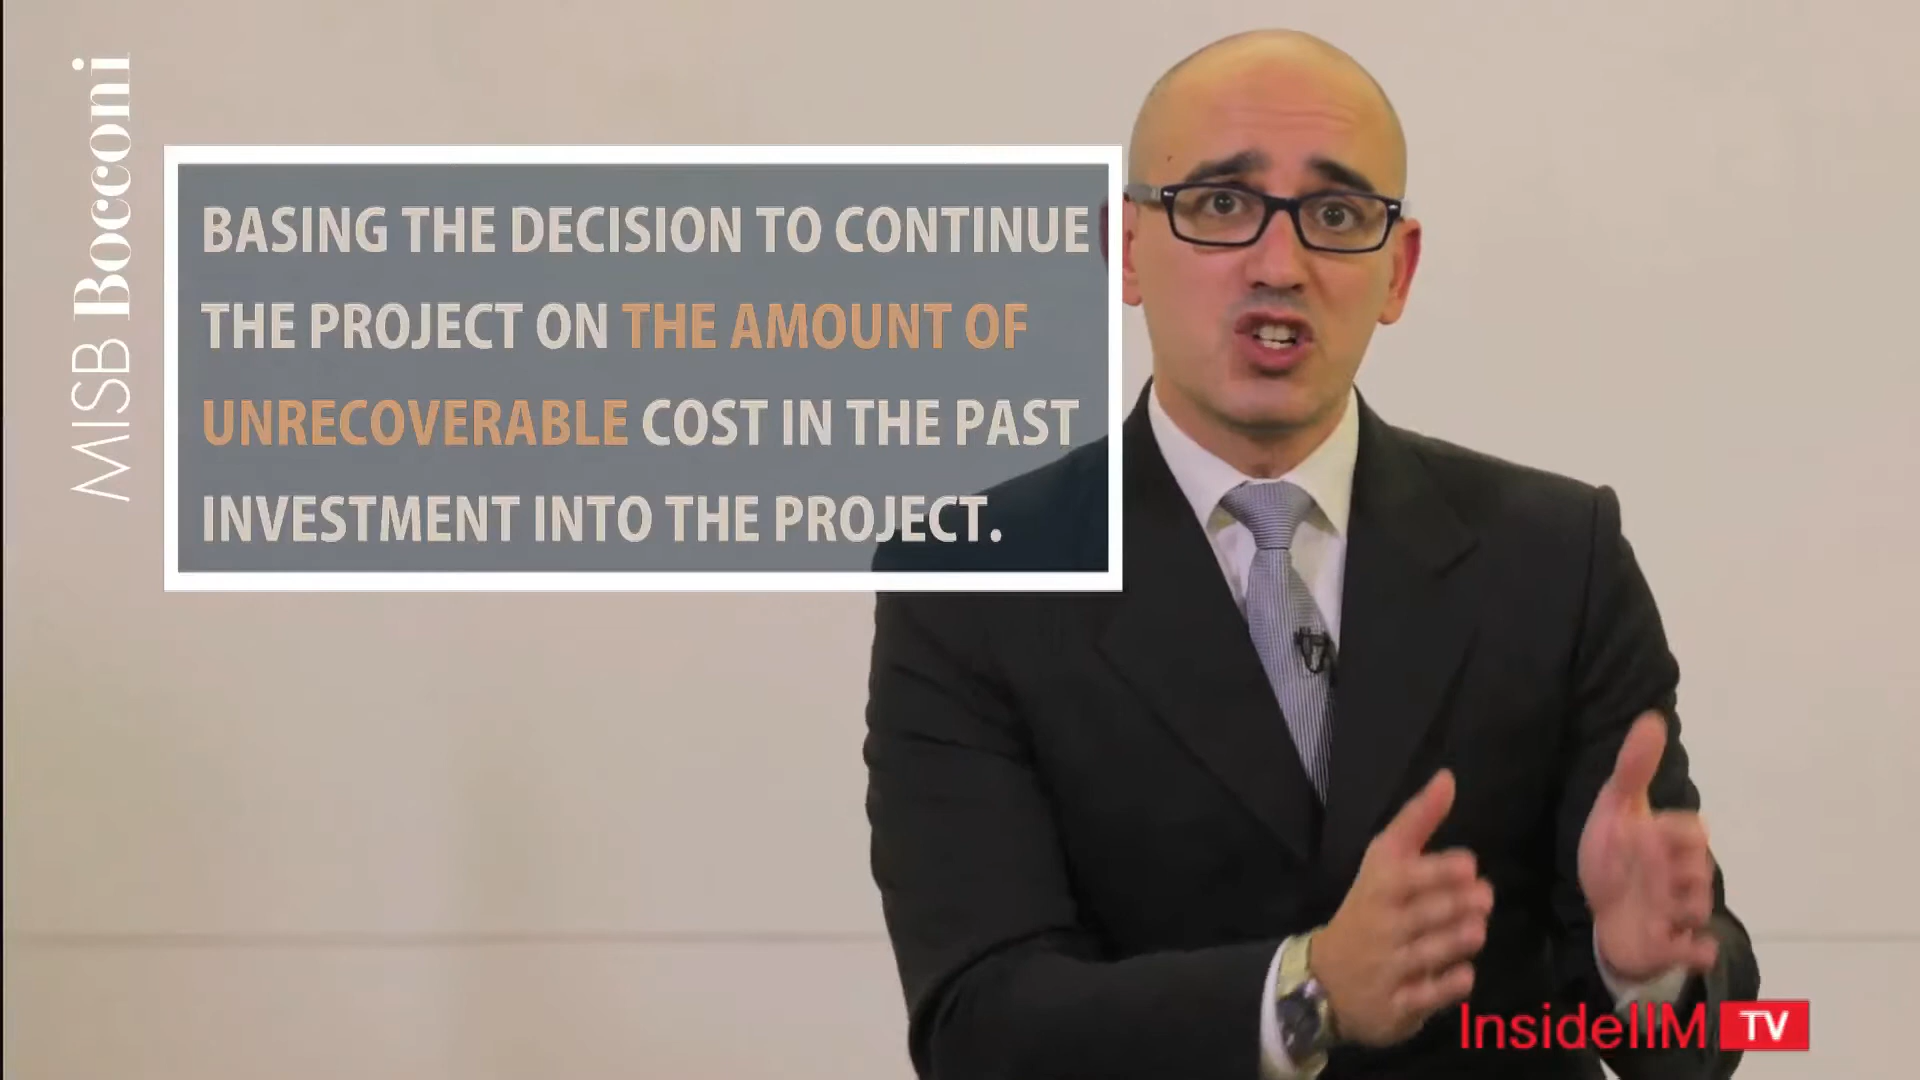 MISB Bocconi
BASING THE DECISION TO CONTINUE
THE PROJECT ON THE AMOUNT OF
UNRECOVERABLE COST IN THE PAST
INVESTMENT INTO THE PROJECT.
InsideIIM TV